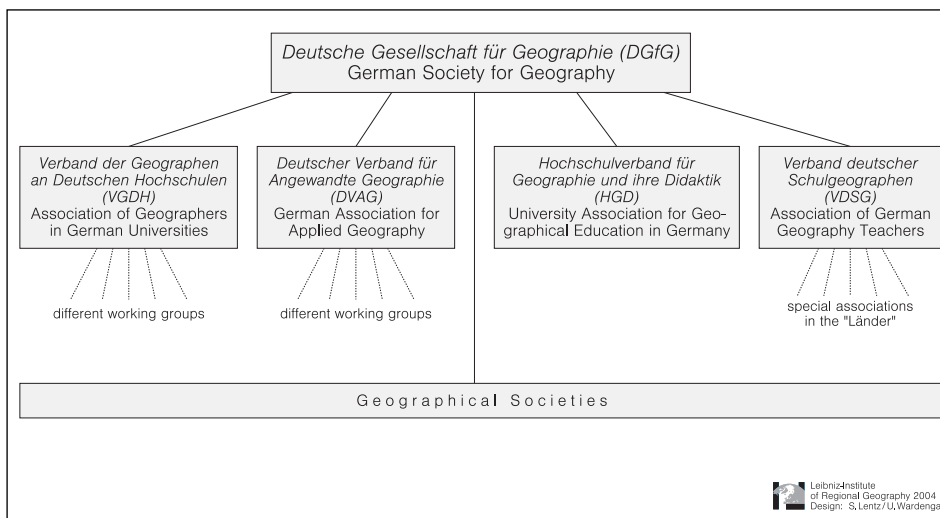 Deutsche Gesellschaft für Geographie (DGfG)
German Society for Geography
Verband der Geographen
an Deutschen Hochschulen
(VGDH)
Association of Geographers
in German Universities
Deutscher Verband für
Angewandte Geographie
(DVAG)
German Association for
Applied Geography
Hochschulverband für
Geographie und ihre Didaktik
(HGD)
University Association for Geo-
graphical Education in Germany
Verband deutscher
Schulgeographen
(VDSG)
Association of German
Geography Teachers
different working groups
different working groups
special associations
in the "Länder"
Geographical Societies
Leibniz-Institute
of Regional Geography 2004
Design: S.Lentz/U.Wardenga